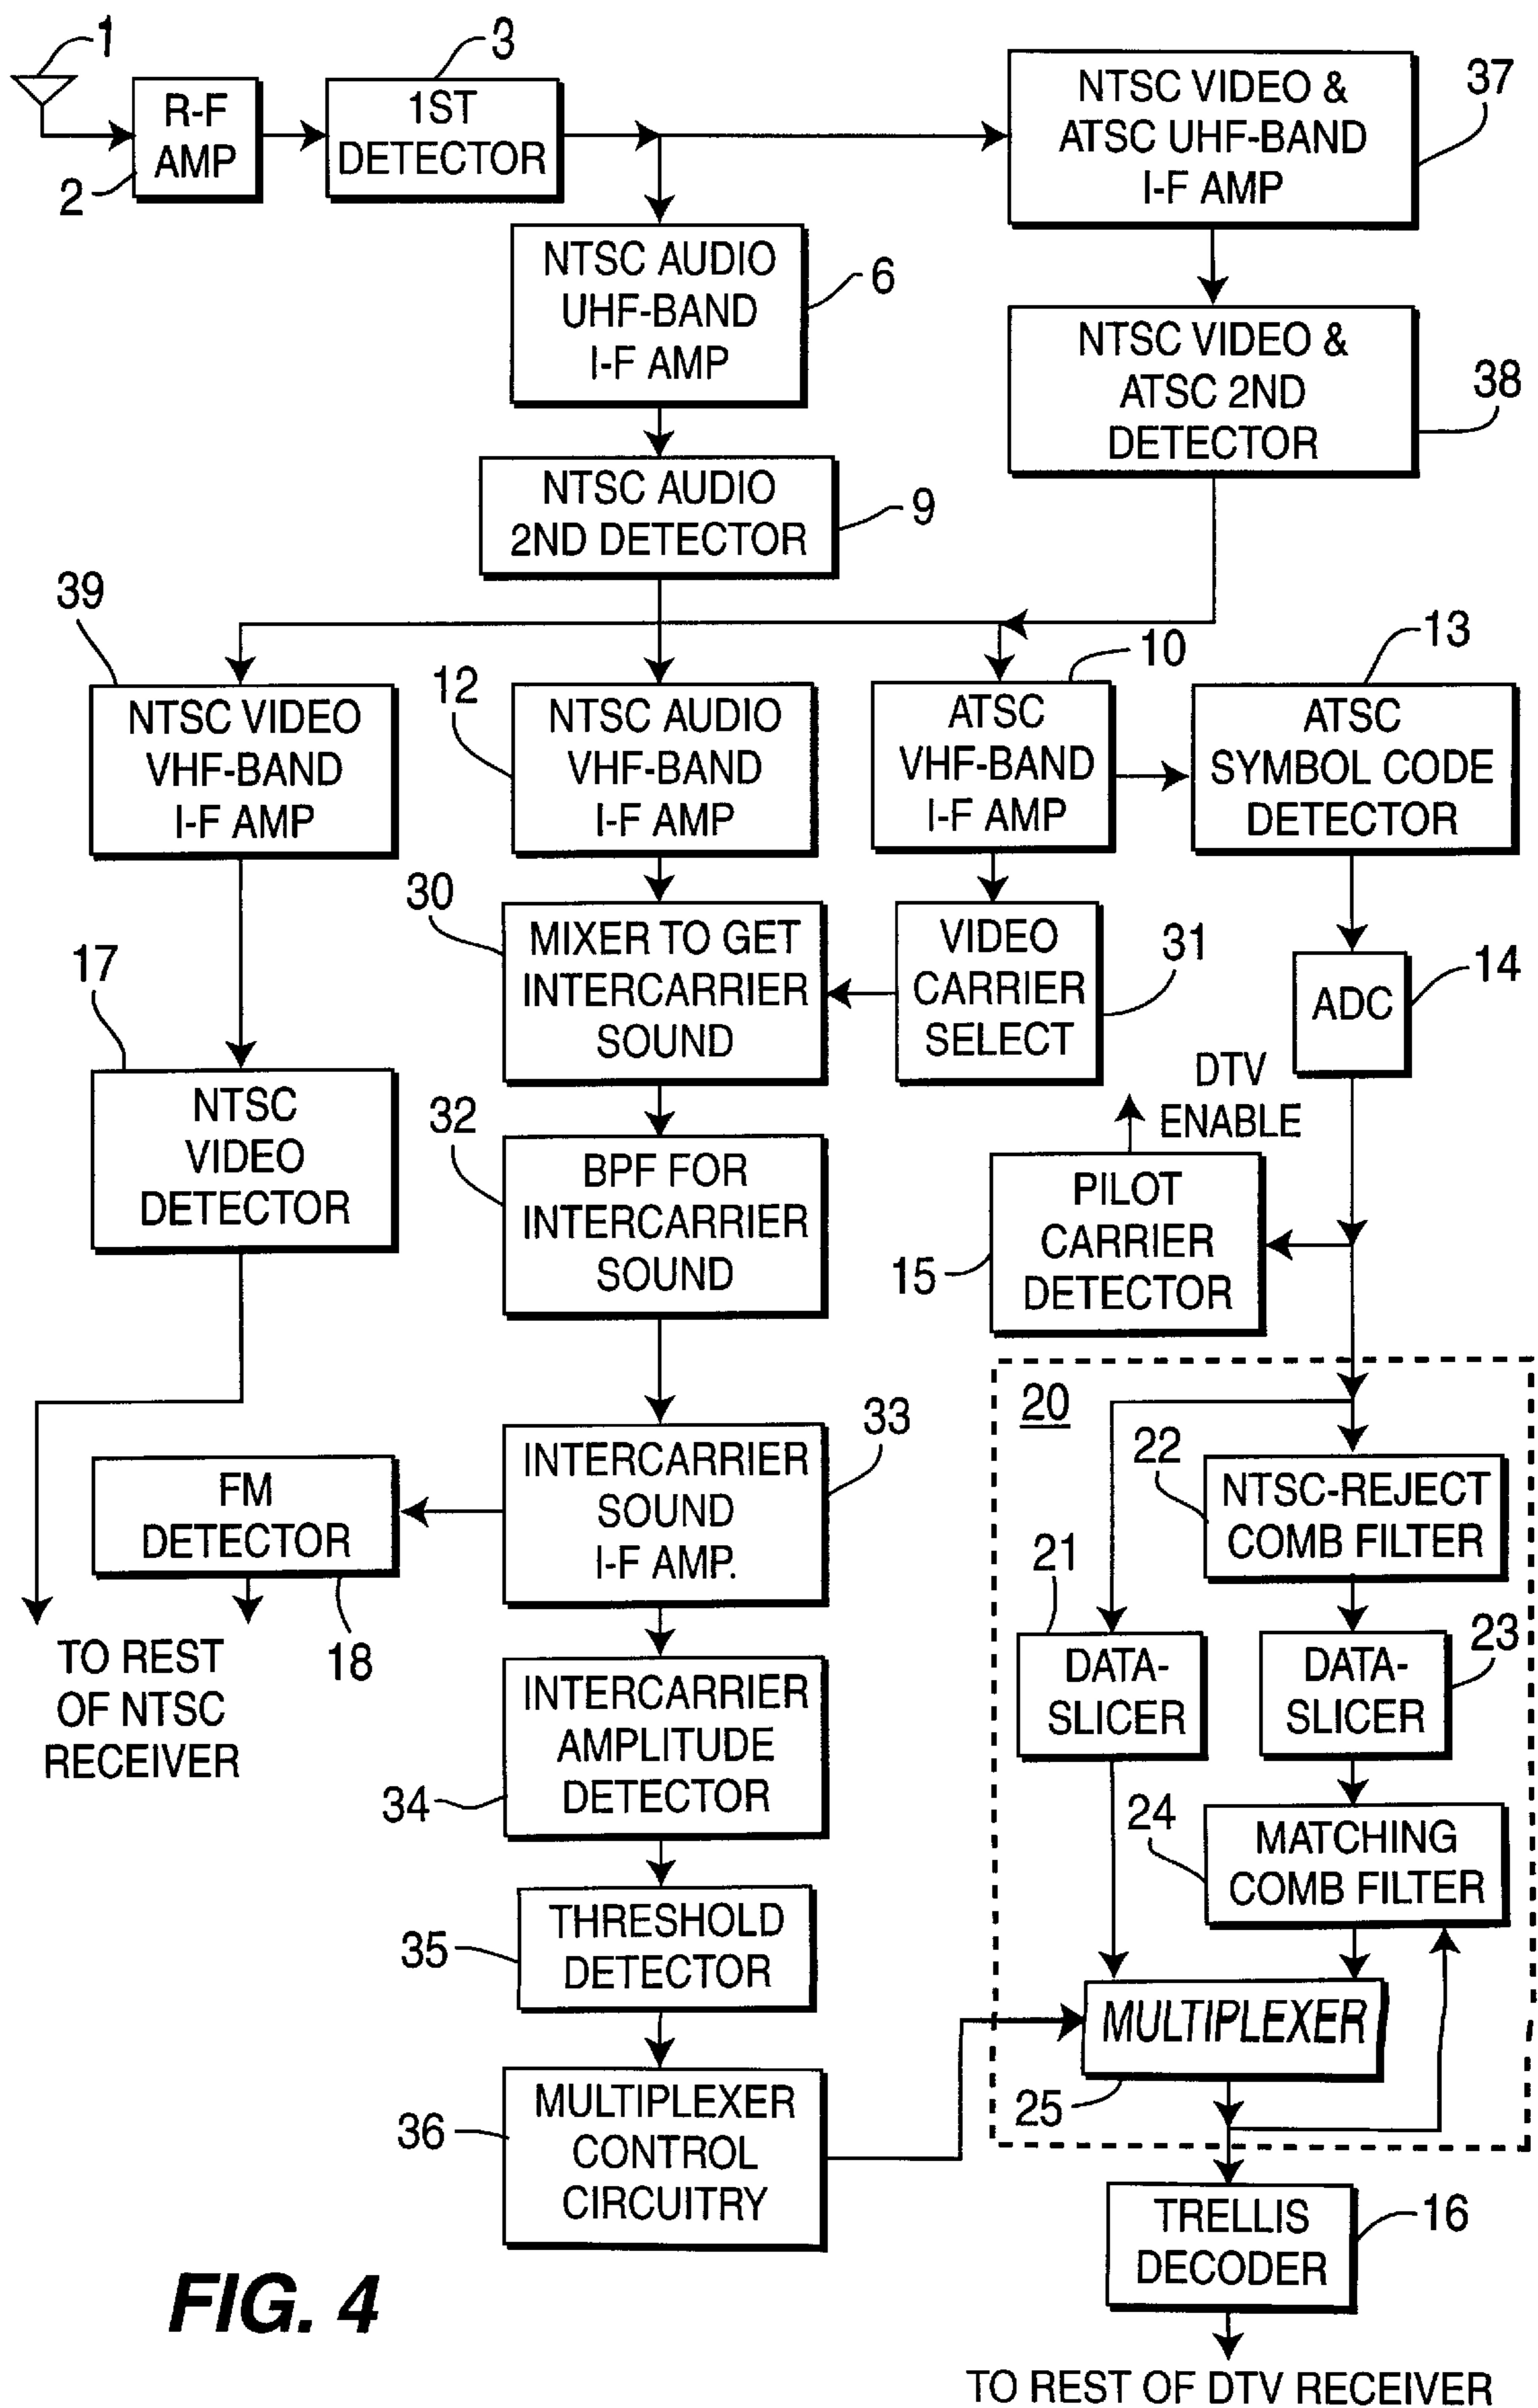 1
R-F
AMP
2
3
1ST
DETECTOR
NTSC VIDEO &
ATSC UHF-BAND
I-F AMP
37
NTSC AUDIO
UHF-BAND
I-F AMP
6
NTSC VIDEO &
ATSC 2ND
DETECTOR
38
NTSC AUDIO
2ND DETECTOR
9
39
NTSC VIDEO
VHF-BAND
I-F AMP
12
NTSC AUDIO
VHF-BAND
I-F AMP
10
ATSC
VHF-BAND
I-F AMP
13
ATSC
SYMBOL CODE
DETECTOR
30
MIXER TO GET
INTERCARRIER
SOUND
VIDEO
CARRIER
SELECT
31
ADC
14
17
NTSC
VIDEO
DETECTOR
32
BPF FOR
INTERCARRIER
SOUND
DTV
ENABLE
PILOT
CARRIER
DETECTOR
15
20
33
INTERCARRIER
SOUND
I-F AMP.
FM
DETECTOR
18
TO REST
OF NTSC
RECEIVER
22
NTSC-REJECT
COMB FILTER
21
DATA-
SLICER
23
DATA-
SLICER
INTERCARRIER
AMPLITUDE
DETECTOR
34
24
MATCHING
COMB FILTER
THRESHOLD
DETECTOR
35
MULTIPLEXER
25
MULTIPLEXER
CONTROL
CIRCUITRY
36
TRELLIS
DECODER
16
TO REST OF DTV RECEIVER
FIG. 4